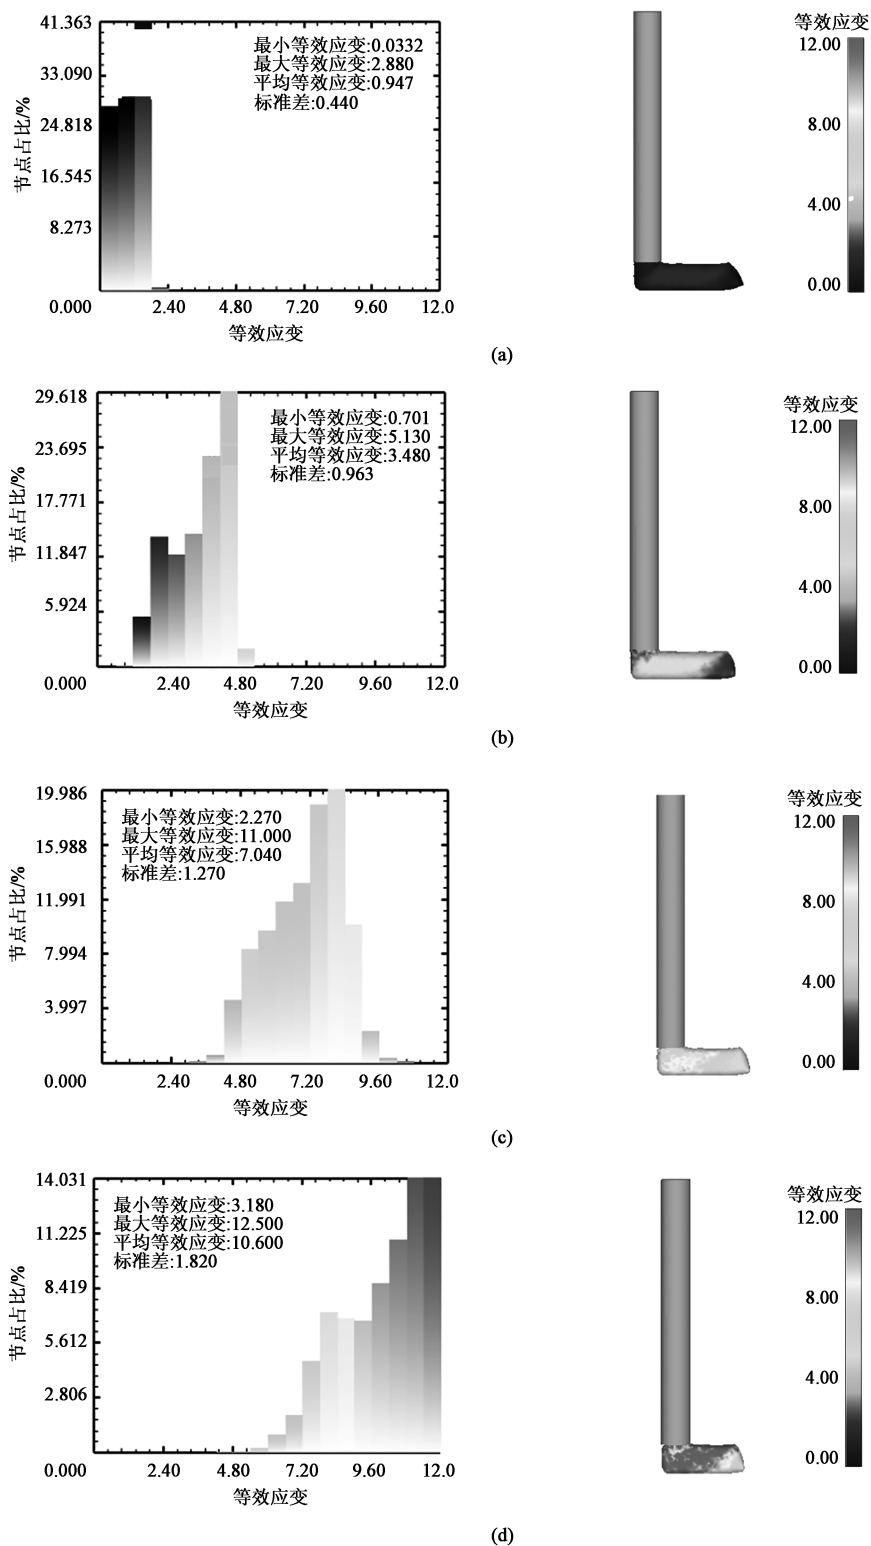 41.363
33.090
24.818
16.545
8.273
0.000
节点占比/%
最小等效应变:0.0332
最大等效应变:2.880
平均等效应变:0.947
标准差:0.440
2.40
4.80
7.20
9.60
12.0
等效应变
等效应变
12.00
8.00
4.00
0.00
(a)
29.618
23.695
17.771
11.847
5.924
0.000
节点占比/%
最小等效应变:0.701
最大等效应变:5.130
平均等效应变:3.480
标准差:0.963
2.40
4.80
7.20
9.60
12.0
等效应变
等效应变
12.00
8.00
4.00
0.00
(b)
19.986
15.988
11.991
7.994
3.997
0.000
节点占比/%
最小等效应变:2.270
最大等效应变:11.000
平均等效应变:7.040
标准差:1.270
2.40
4.80
7.20
9.60
12.0
等效应变
等效应变
12.00
8.00
4.00
0.00
(c)
14.031
11.225
8.419
5.612
2.806
0.000
节点占比/%
最小等效应变:3.180
最大等效应变:12.500
平均等效应变:10.600
标准差:1.820
2.40
4.80
7.20
9.60
12.0
等效应变
等效应变
12.00
8.00
4.00
0.00
(d)